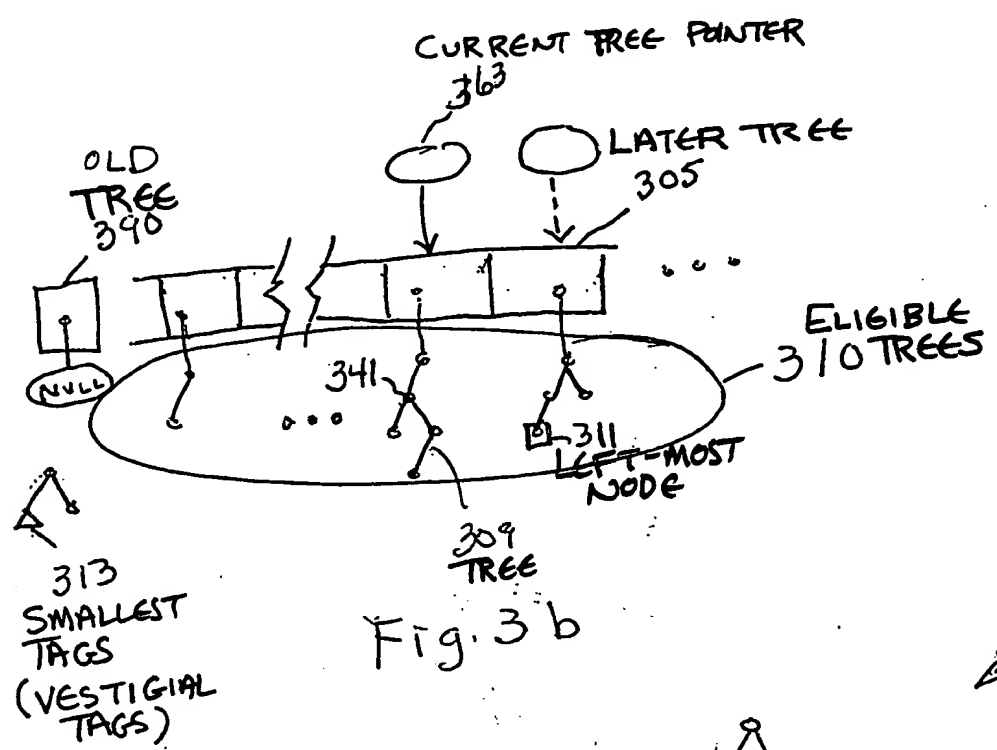 CURRENT TREE POINTER
363
LATER TREE
305
OLD
TREE
390
ELIGIBLE
310 TREES
NULL
341
311
LEFT-MOST
NODE
309
TREE
313
SMALLEST
TAGS
(VESTIGIAL
TAGS)
Fig. 3b